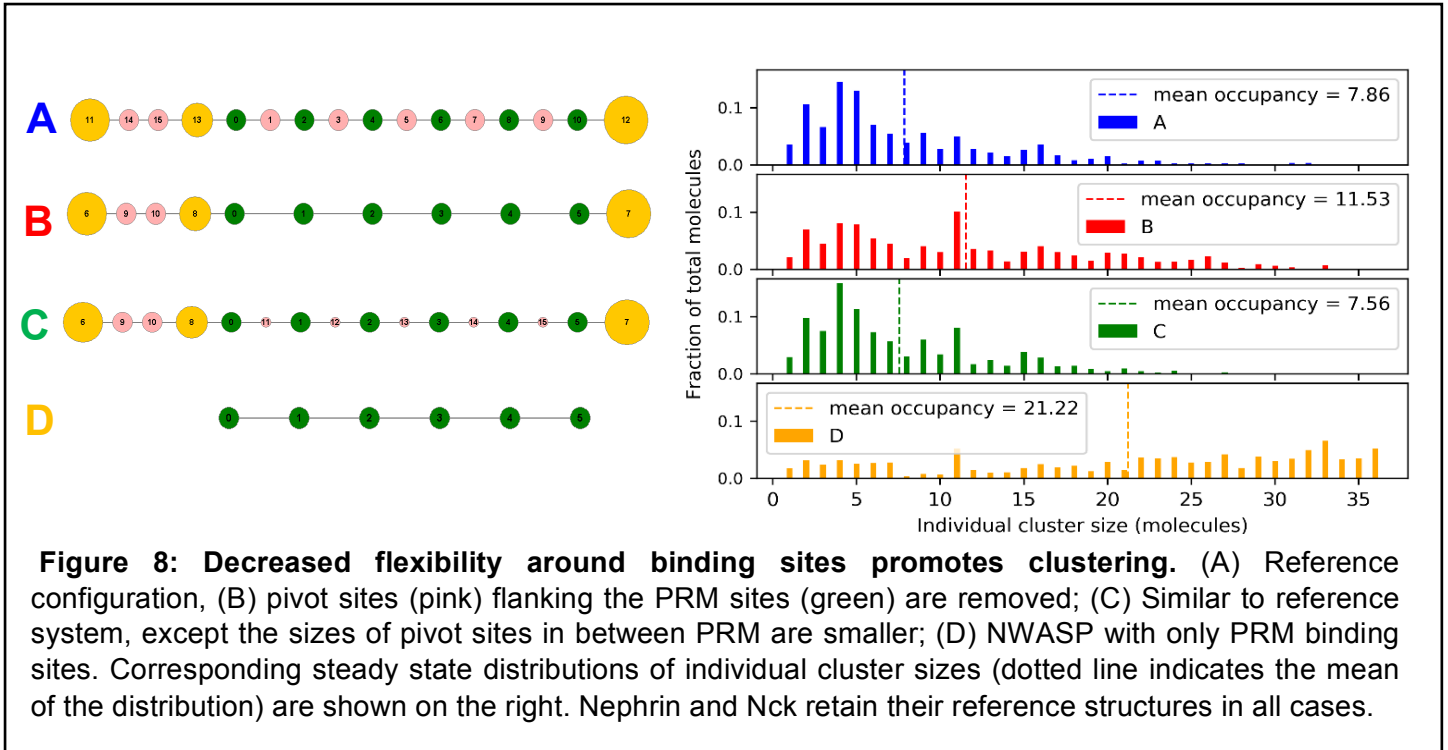 A 11 14 15 13 0 1 2 3 4 5 6 7 8 9 10 12
B 6 9 10 8 0 1 2 3 4 5 7
C 6 9 10 8 0 11 1 12 2 13 3 14 4 15 5 7
D 0 1 2 3 4 5
Fraction of total molecules
0.1
0.0
mean occupancy = 7.86
A
0.1
0.0
mean occupancy = 11.53
B
0.1
0.0
mean occupancy = 7.56
C
0.1
0.0
mean occupancy = 21.22
D
0 5 10 15 20 25 30 35
Individual cluster size (molecules)
Figure 8: Decreased flexibility around binding sites promotes clustering. (A) Reference
configuration, (B) pivot sites (pink) flanking the PRM sites (green) are removed; (C) Similar to reference
system, except the sizes of pivot sites in between PRM are smaller; (D) NWASP with only PRM binding
sites. Corresponding steady state distributions of individual cluster sizes (dotted line indicates the mean
of the distribution) are shown on the right. Nephrin and Nck retain their reference structures in all cases.